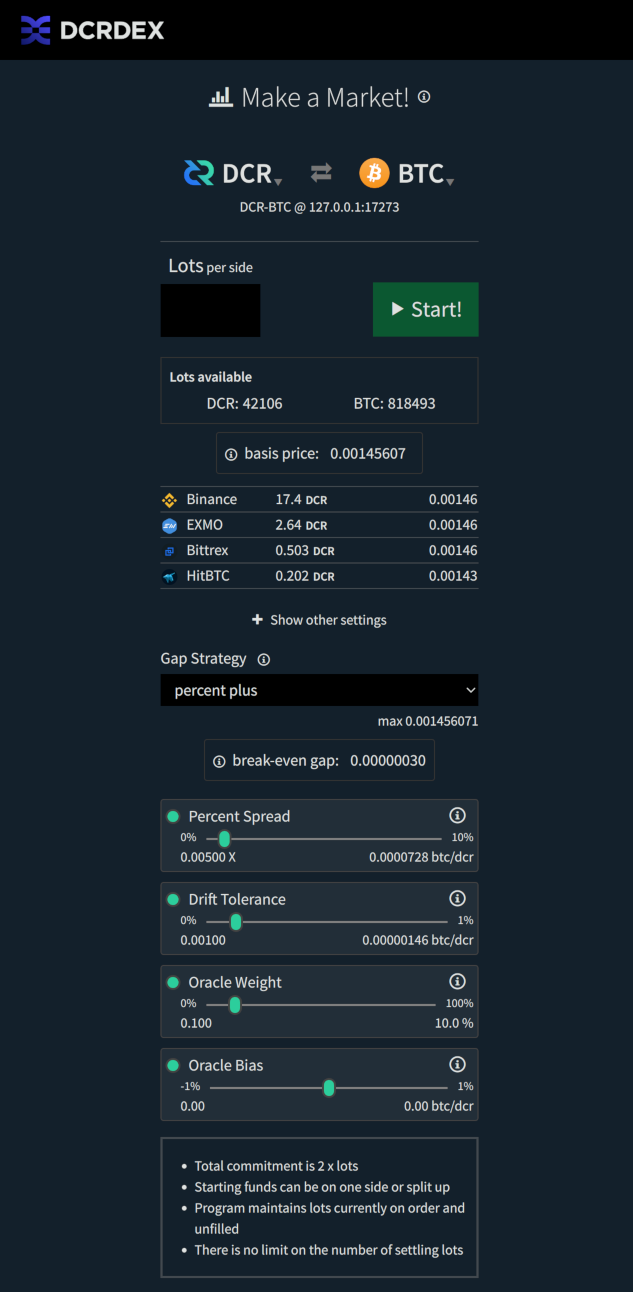 DCRDEX
Make a Market!
DCR BTC
DCR-BTC @ 127.0.0.1:17273
Lots per side
Start!
Lots available
DCR: 42106 BTC: 818493
basis price: 0.00145607
Binance 17.4 DCR 0.00146
EXMO 2.64 DCR 0.00146
Bittrex 0.503 DCR 0.00146
HitBTC 0.202 DCR 0.00143
+ Show other settings
Gap Strategy
percent plus
max 0.001456071
break-even gap: 0.00000030
Percent Spread
0% 10%
0.00500 X 0.0000728 btc/dcr
Drift Tolerance
0% 1%
0.00100 0.00000146 btc/dcr
Oracle Weight
0% 100%
0.100 10.0 %
Oracle Bias
-1% 1%
0.00 0.00 btc/dcr
• Total commitment is 2 x lots
• Starting funds can be on one side or split up
• Program maintains lots currently on order and
unfilled
• There is no limit on the number of settling lots